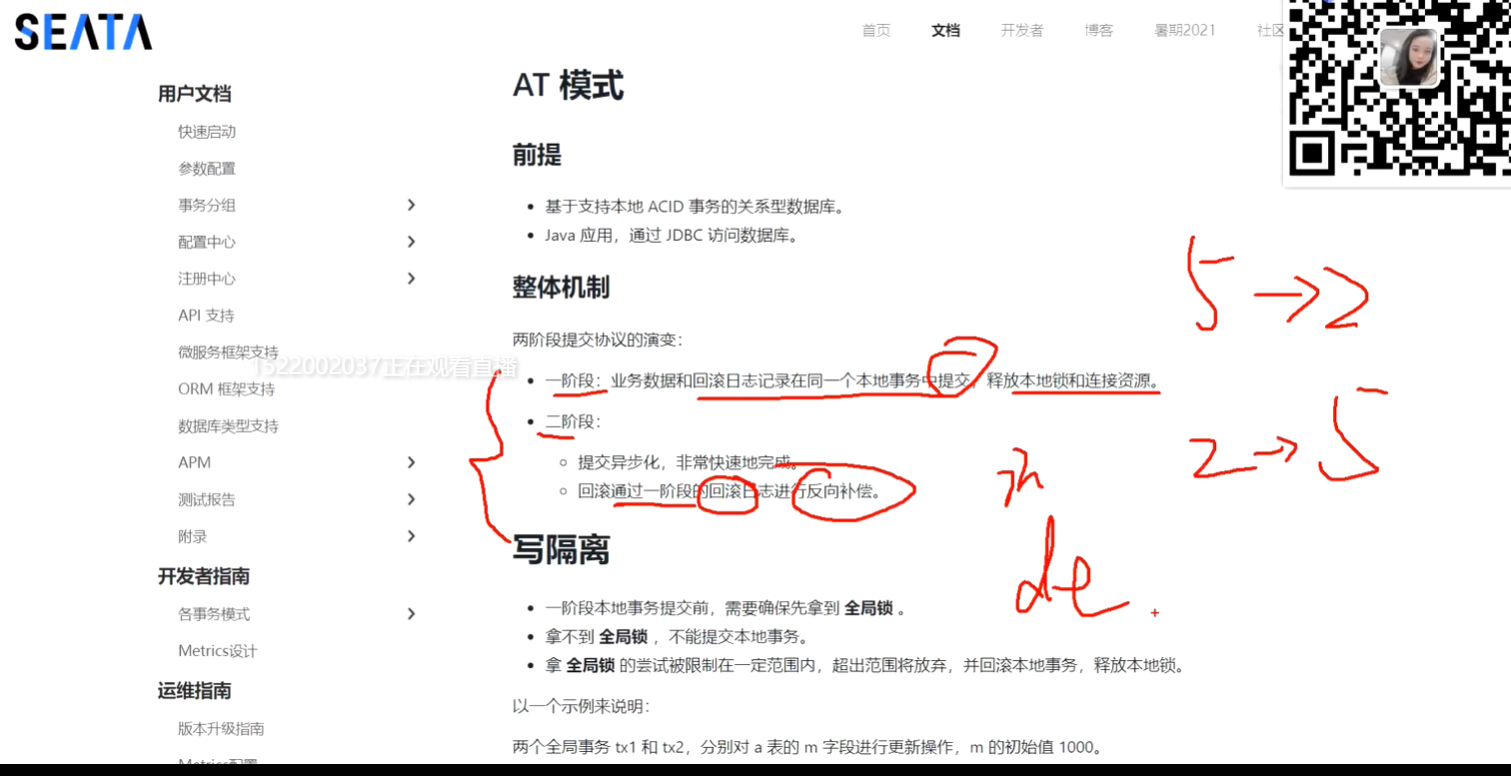 SEATA
首页 文档 开发者 博客 暑期2021 社区
用户文档
快速启动
参数配置
事务分组
配置中心
注册中心
API 支持
微服务框架支持
ORM 框架支持
数据库类型支持
APM
测试报告
附录
开发者指南
各事务模式
Metrics设计
运维指南
版本升级指南
Metrics配置
1522002037正在观看直播
AT 模式
前提
基于支持本地 ACID 事务的关系型数据库。
Java 应用，通过 JDBC 访问数据库。
整体机制
两阶段提交协议的演变：
一阶段：业务数据和回滚日志记录在同一个本地事务中提交，释放本地锁和连接资源。
二阶段：
提交异步化，非常快速地完成。
回滚通过一阶段的回滚日志进行反向补偿。
写隔离
一阶段本地事务提交前，需要确保先拿到 全局锁 。
拿不到 全局锁 ，不能提交本地事务。
拿 全局锁 的尝试被限制在一定范围内，超出范围将放弃，并回滚本地事务，释放本地锁。
以一个示例来说明：
两个全局事务 tx1 和 tx2，分别对 a 表的 m 字段进行更新操作，m 的初始值 1000。
5 → 2
2 → 5
de